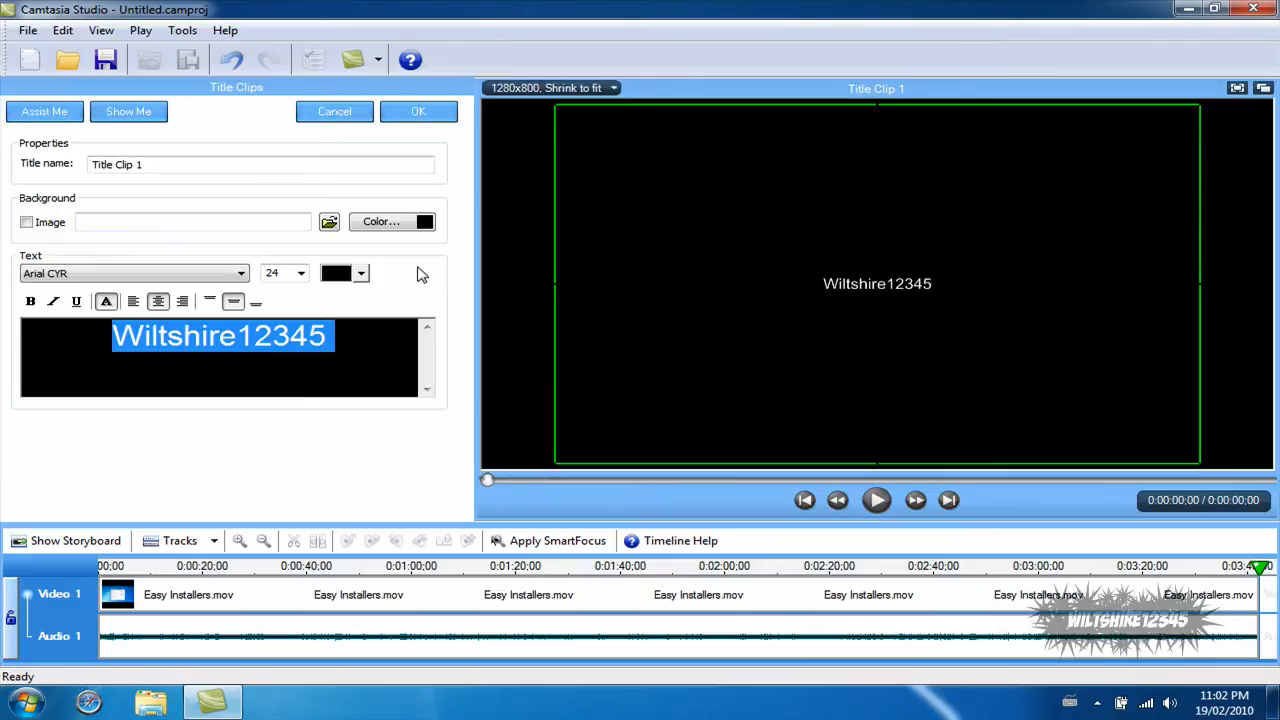 Camtasia Studio - Untitled.camproj
File Edit View Play Tools Help
Title Clips
1280x800, Shrink to fit
Title Clip 1
Assist Me Show Me Cancel OK
Properties
Title name: Title Clip 1
Background
Image Color...
Text
Arial CYR 24
B I U A
Wiltshire12345
Wiltshire12345
0:00:00;00 / 0:00:00;00
Show Storyboard Tracks Apply SmartFocus Timeline Help
00;00 0:00:20;00 0:00:40;00 0:01:00;00 0:01:20;00 0:01:40;00 0:02:00;00 0:02:20;00 0:02:40;00 0:03:00;00 0:03:20;00
Video 1 Easy Installers.mov Easy Installers.mov Easy Installers.mov Easy Installers.mov Easy Installers.mov Easy Installers.mov Easy Installers.mov
WILTSHIRE12345
Audio 1
Ready
11:02 PM
19/02/2010